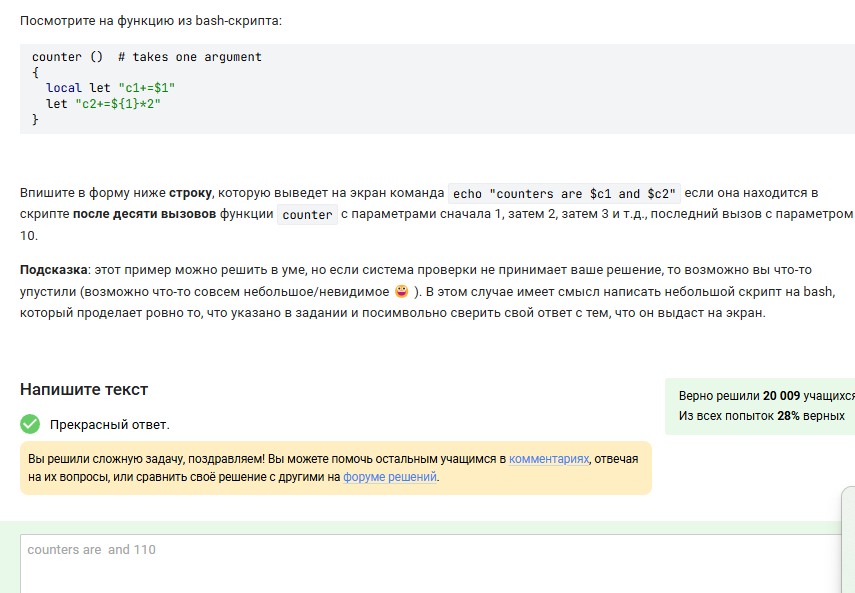 Посмотрите на функцию из bash-скрипта:
counter ()  # takes one argument
{
  local let "c1+=$1"
  let "c2+=${1}*2"
}
Впишите в форму ниже строку, которую выведет на экран команда echo "counters are $c1 and $c2" если она находится в
скрипте после десяти вызовов функции counter с параметрами сначала 1, затем 2, затем 3 и т.д., последний вызов с параметром
10.
Подсказка: этот пример можно решить в уме, но если система проверки не принимает ваше решение, то возможно вы что-то
упустили (возможно что-то совсем небольшое/невидимое 😀 ). В этом случае имеет смысл написать небольшой скрипт на bash,
который проделает ровно то, что указано в задании и посимвольно сверить свой ответ с тем, что он выдаст на экран.
Напишите текст
Верно решили 20 009 учащихся
Из всех попыток 28% верных
Прекрасный ответ.
Вы решили сложную задачу, поздравляем! Вы можете помочь остальным учащимся в комментариях, отвечая
на их вопросы, или сравнить своё решение с другими на форуме решений.
counters are  and 110